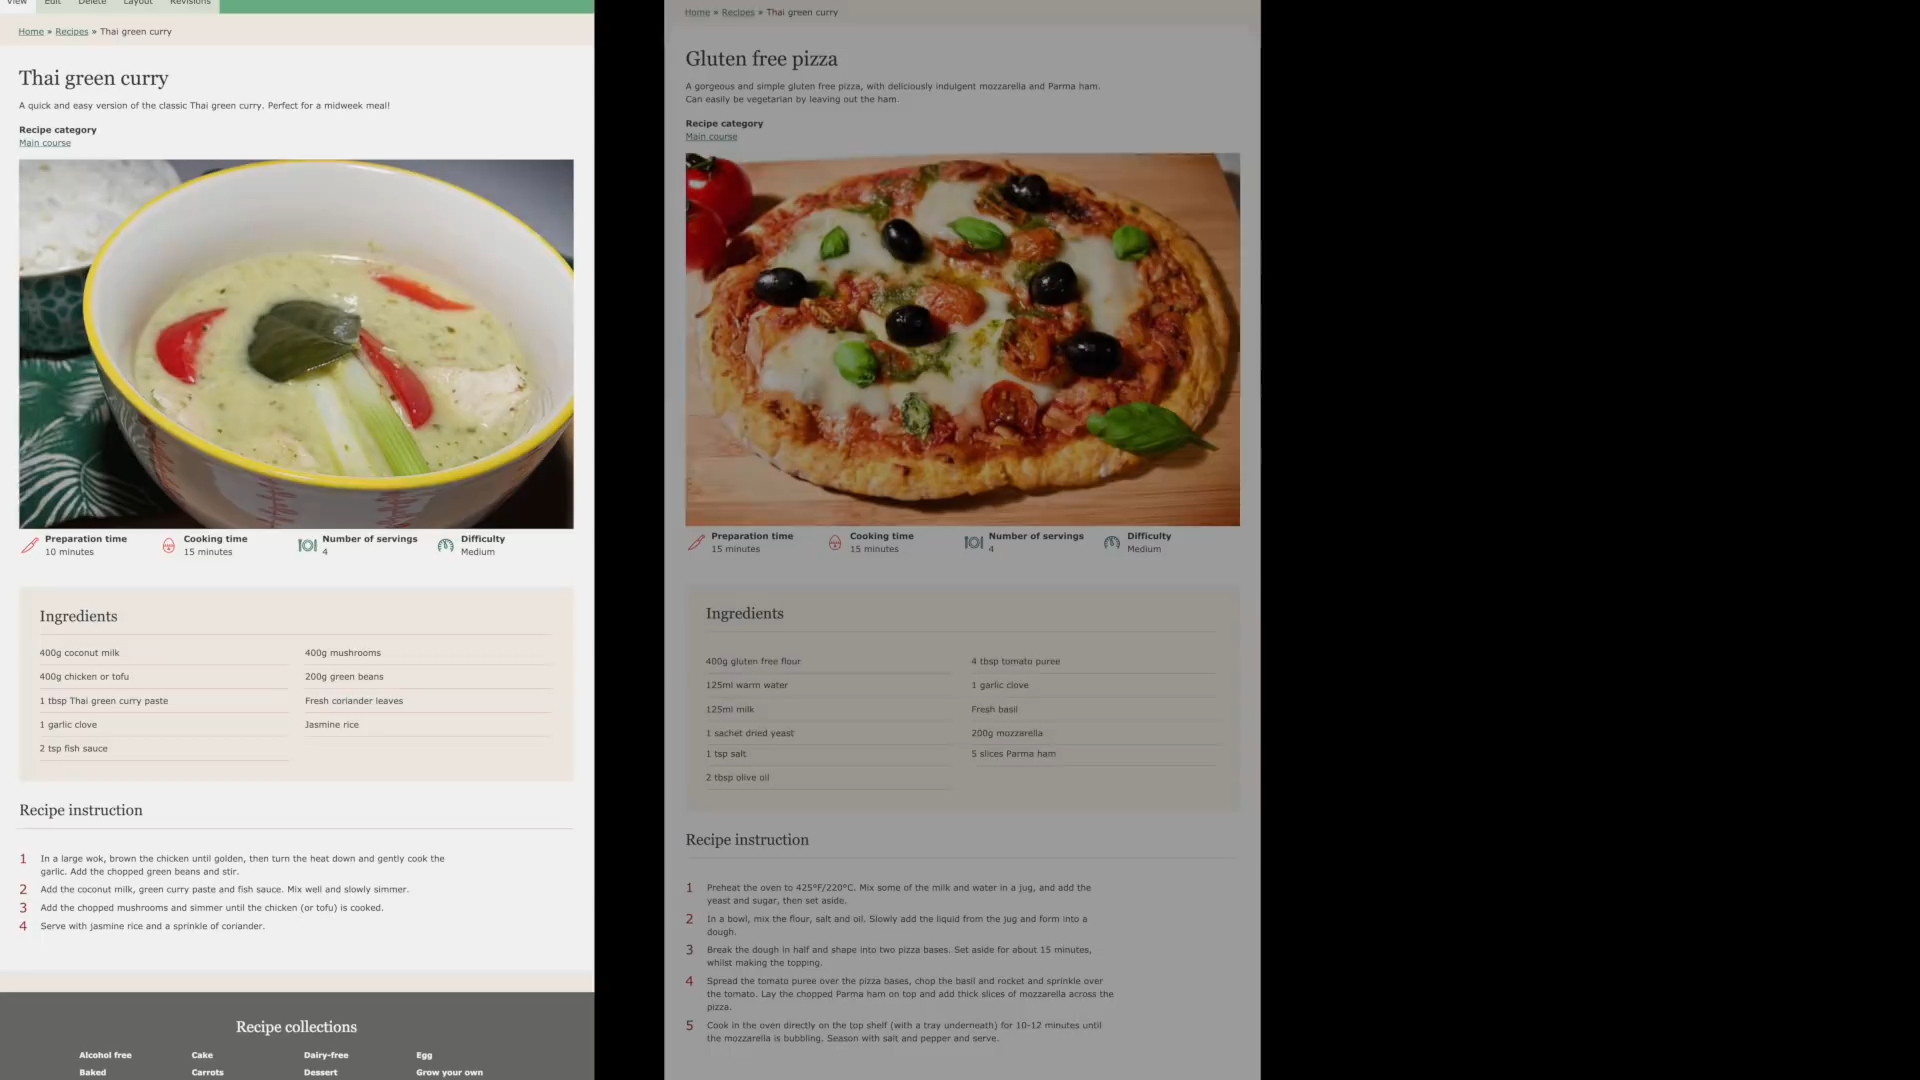 View Edit Delete Layout Revisions
Home » Recipes » Thai green curry
Thai green curry
A quick and easy version of the classic Thai green curry. Perfect for a midweek meal!
Recipe category
Main course
Preparation time
10 minutes
Cooking time
15 minutes
Number of servings
4
Difficulty
Medium
Ingredients
400g coconut milk
400g chicken or tofu
1 tbsp Thai green curry paste
1 garlic clove
2 tsp fish sauce
400g mushrooms
200g green beans
Fresh coriander leaves
Jasmine rice
Recipe instruction
1 In a large wok, brown the chicken until golden, then turn the heat down and gently cook the
garlic. Add the chopped green beans and stir.
2 Add the coconut milk, green curry paste and fish sauce. Mix well and slowly simmer.
3 Add the chopped mushrooms and simmer until the chicken (or tofu) is cooked.
4 Serve with jasmine rice and a sprinkle of coriander.
Recipe collections
Alcohol free Cake Dairy-free Egg
Baked Carrots Dessert Grow your own
Home » Recipes » Thai green curry
Gluten free pizza
A gorgeous and simple gluten free pizza, with deliciously indulgent mozzarella and Parma ham.
Can easily be vegetarian by leaving out the ham.
Recipe category
Main course
Preparation time
15 minutes
Cooking time
15 minutes
Number of servings
4
Difficulty
Medium
Ingredients
400g gluten free flour
125ml warm water
125ml milk
1 sachet dried yeast
1 tsp salt
2 tbsp olive oil
4 tbsp tomato puree
1 garlic clove
Fresh basil
200g mozzarella
5 slices Parma ham
Recipe instruction
1 Preheat the oven to 425°F/220°C. Mix some of the milk and water in a jug, and add the
yeast and sugar, then set aside.
2 In a bowl, mix the flour, salt and oil. Slowly add the liquid from the jug and form into a
dough.
3 Break the dough in half and shape into two pizza bases. Set aside for about 15 minutes,
whilst making the topping.
4 Spread the tomato puree over the pizza bases, chop the basil and rocket and sprinkle over
the tomato. Lay the chopped Parma ham on top and add thick slices of mozzarella across the
pizza.
5 Cook in the oven directly on the top shelf (with a tray underneath) for 10-12 minutes until
the mozzarella is bubbling. Season with salt and pepper and serve.